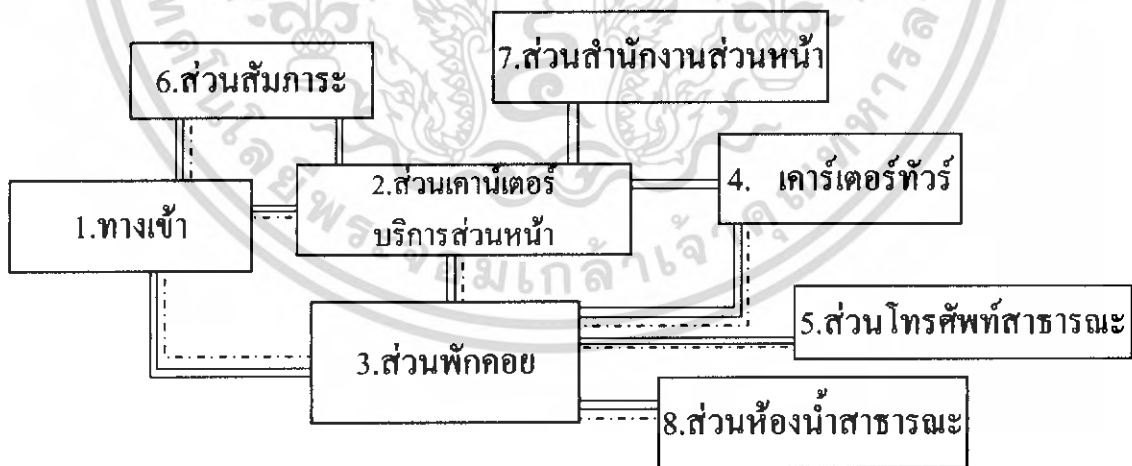 7.ส่วนสำนักงานส่วนหน้า
6.ส่วนสัมภาระ
2.ส่วนเคาน์เตอร์
บริการส่วนหน้า
4. เคาร์เตอร์ทัวร์
1.ทางเข้า
5.ส่วนโทรศัพท์สาธารณะ
3.ส่วนพักคอย
8.ส่วนห้องน้ำสาธารณะ